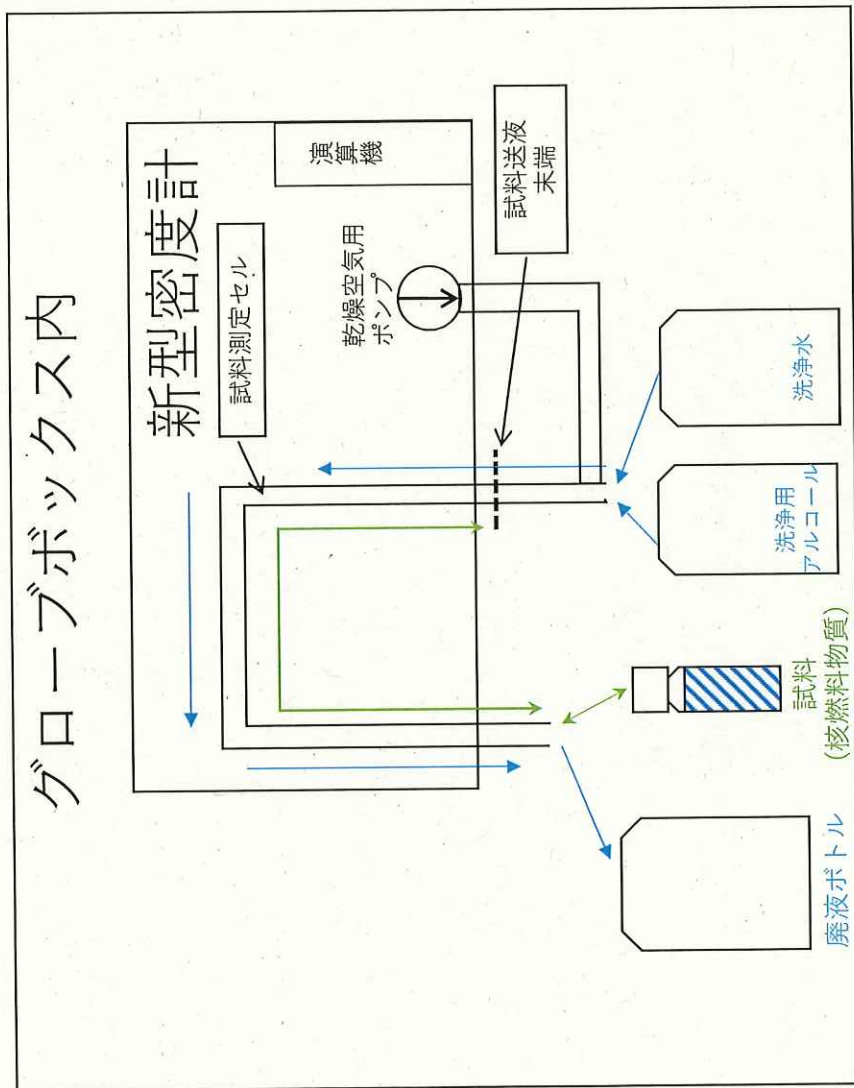 グローブボックス内
新型密度計
試料測定セル
演算機
乾燥空気用
ポンプ
試料送液
末端
廃液ボトル
試料
(核燃料物質)
洗浄用
アルコール
洗浄水